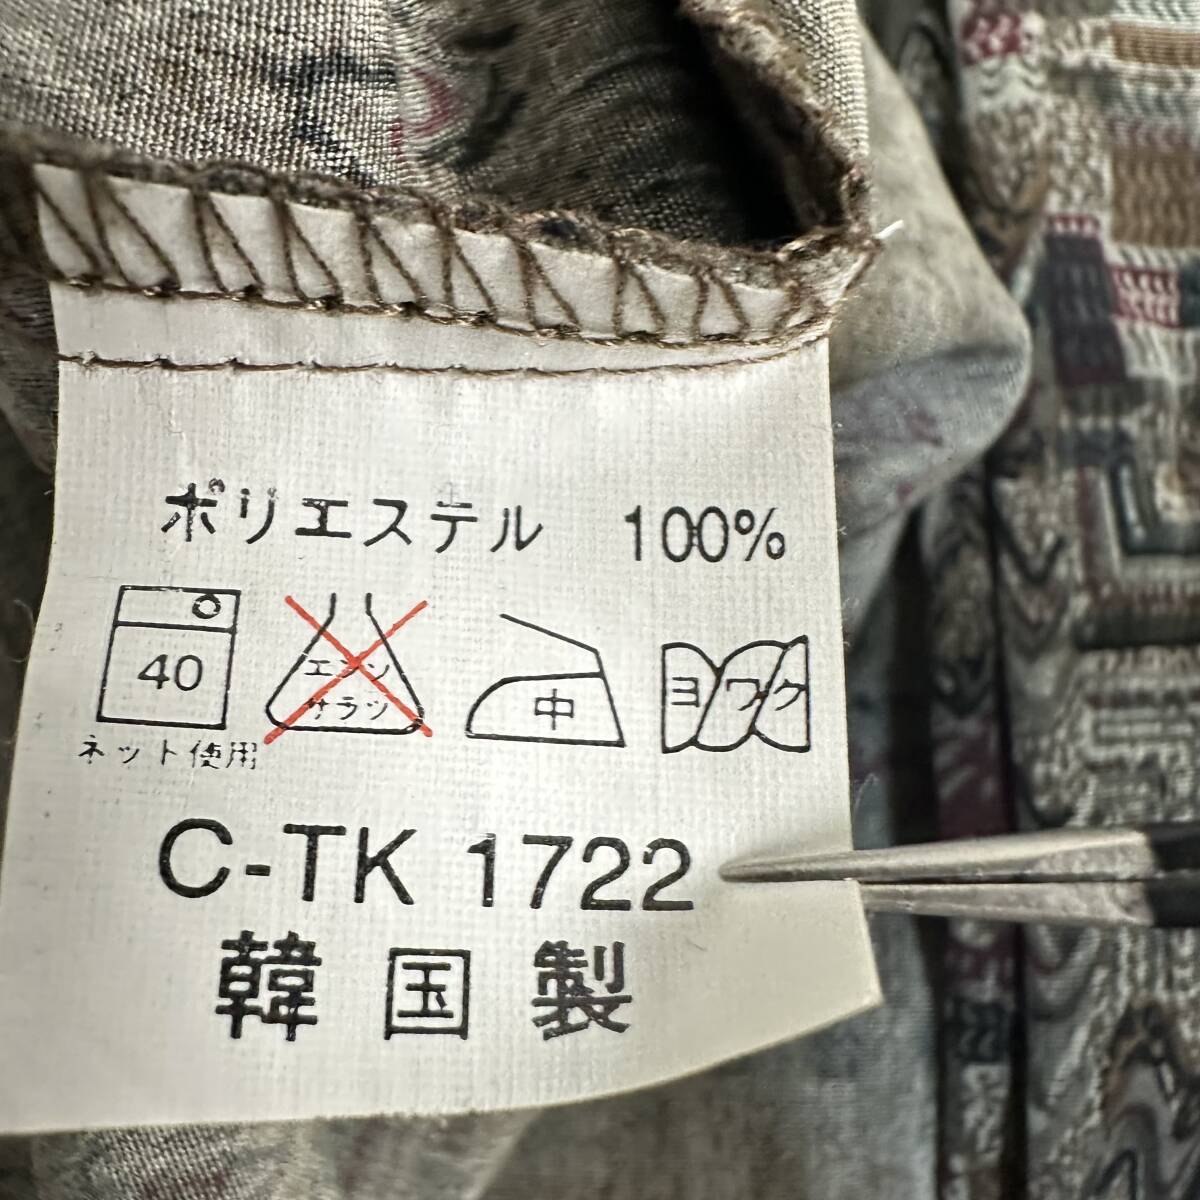 ポリエステル 100%
40
エンソ
サラシ
中
ヨワク
ネット使用
C-TK 1722
韓国製